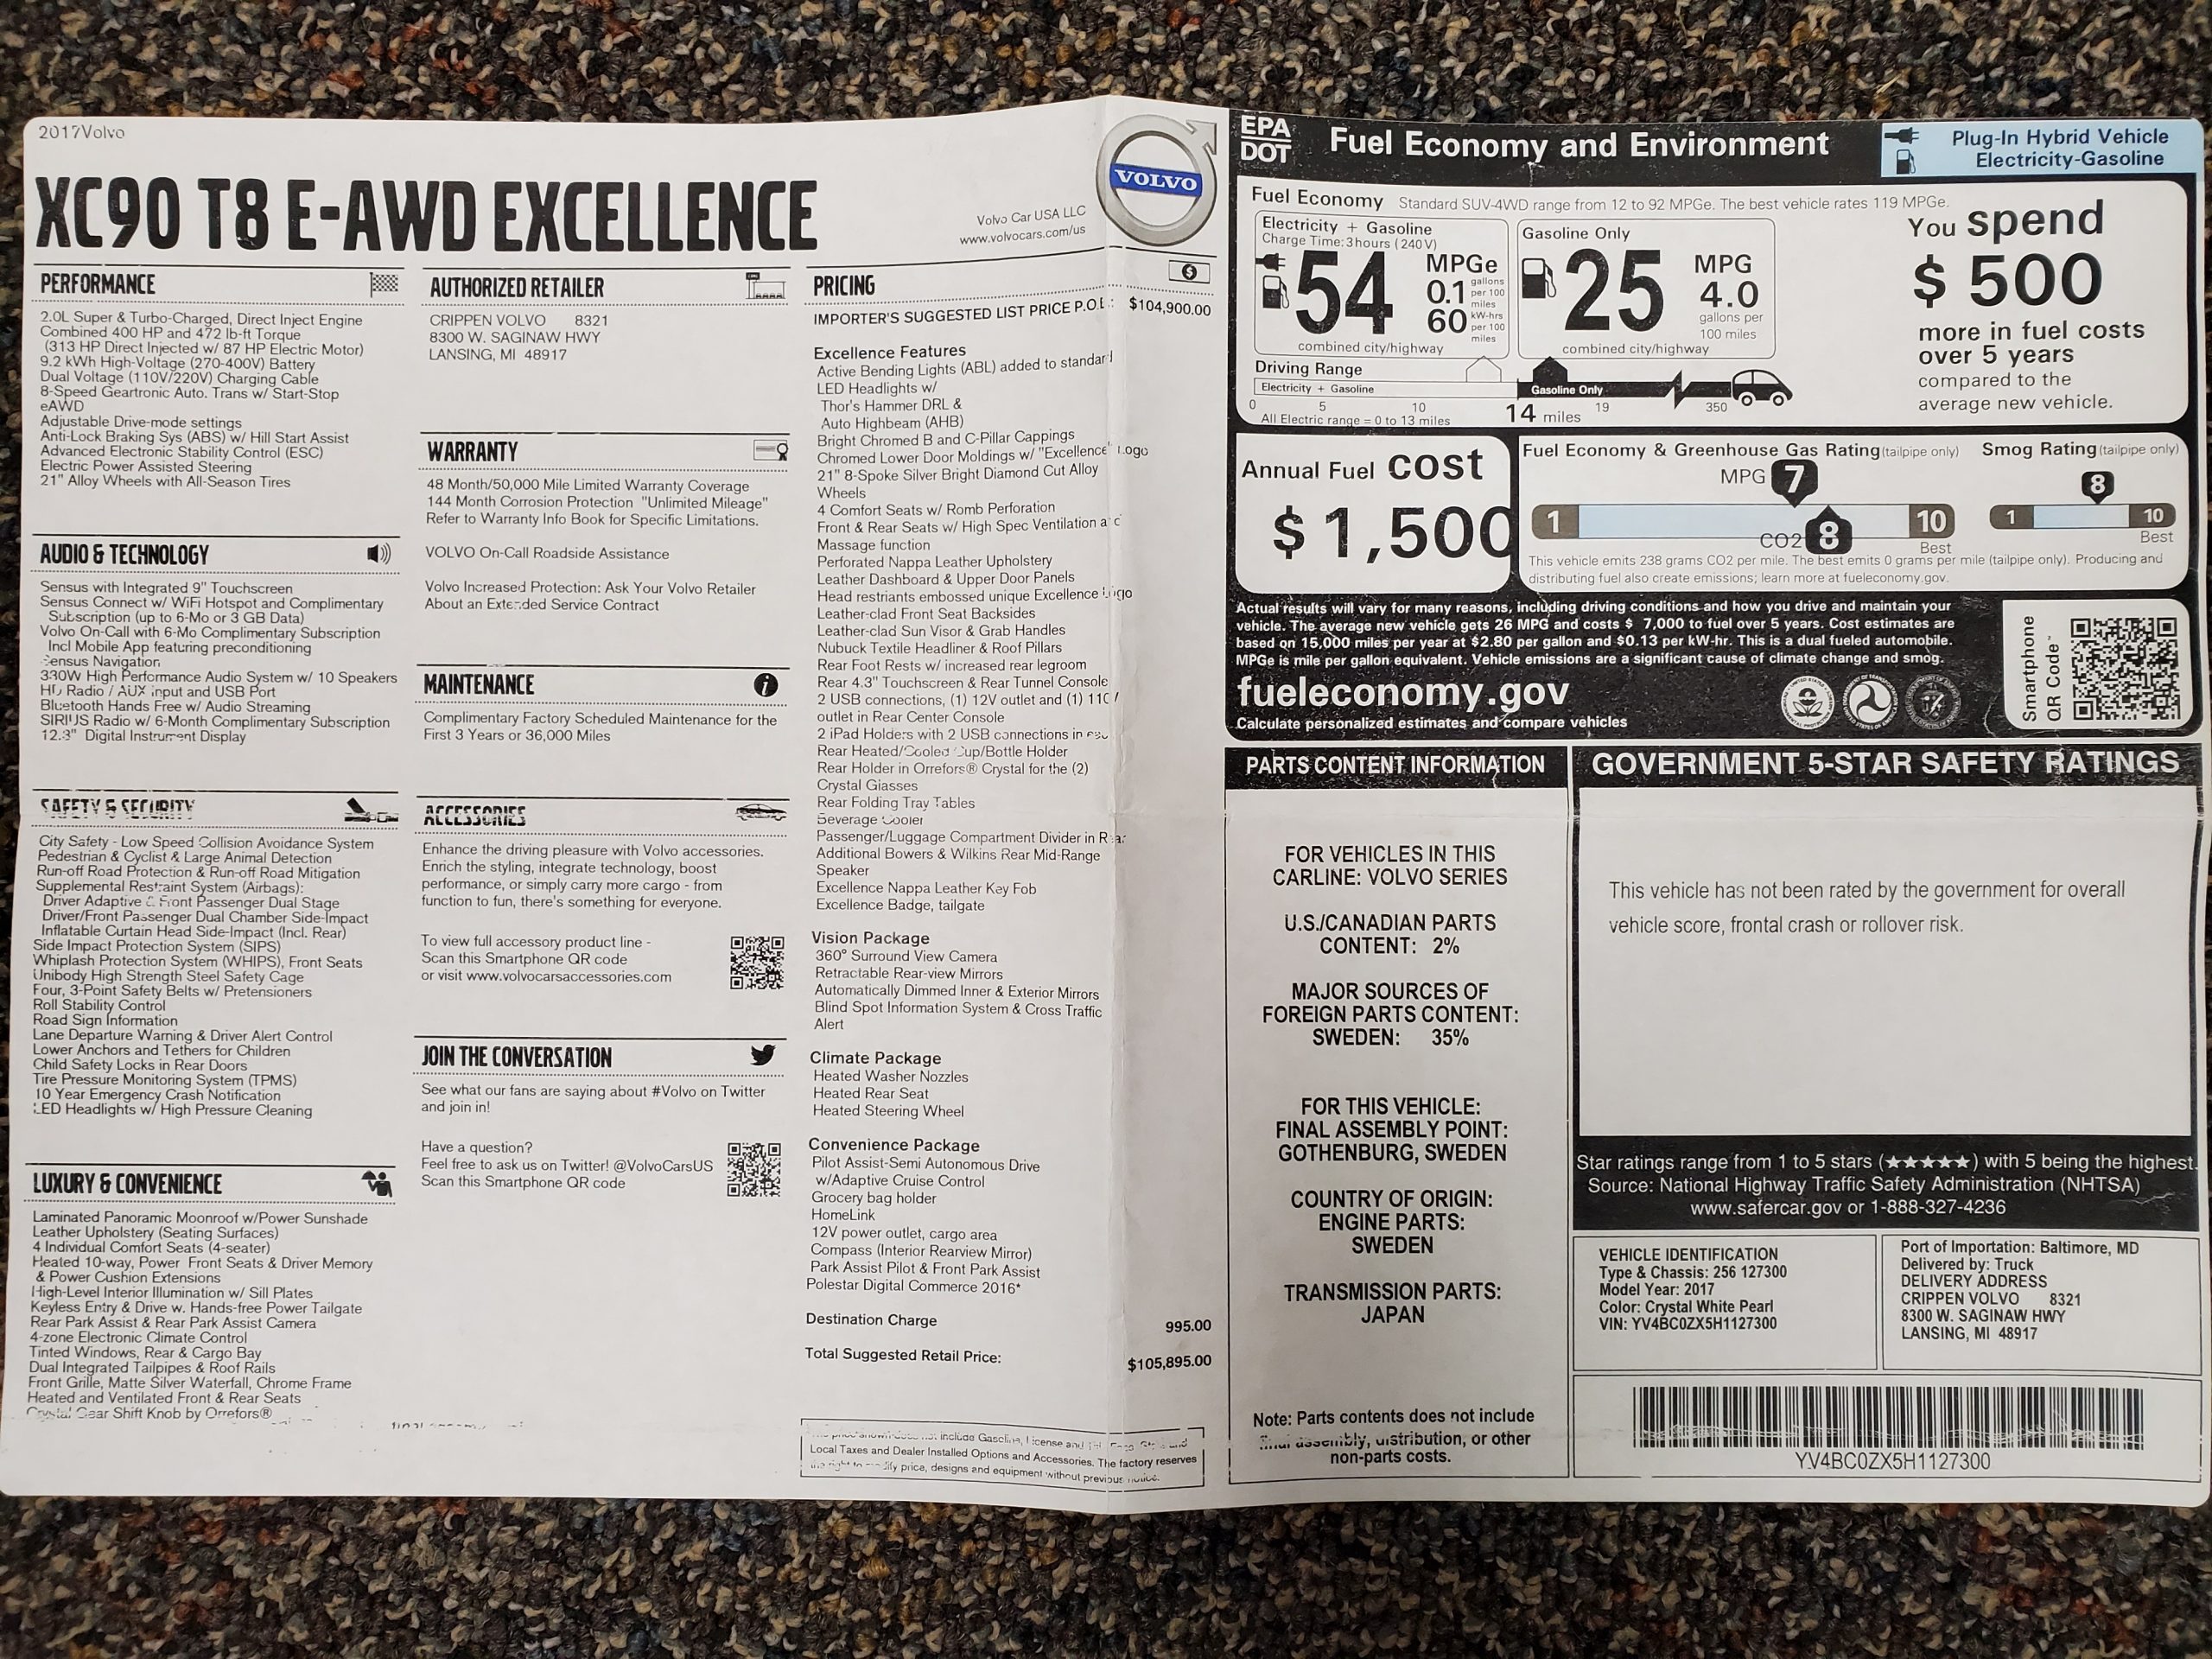 2017Volvo
XC90 T8 E-AWD EXCELLENCE
Volvo Car USA LLC
www.volvocars.com/us
VOLVO
PERFORMANCE
2.0L Super & Turbo-Charged, Direct Inject Engine
Combined 400 HP and 472 lb-ft Torque
(313 HP Direct Injected w/ 87 HP Electric Motor)
9.2 kWh High-Voltage (270-400V) Battery
Dual Voltage (110V/220V) Charging Cable
8-Speed Geartronic Auto. Trans w/ Start-Stop
eAWD
Adjustable Drive-mode settings
Anti-Lock Braking Sys (ABS) w/ Hill Start Assist
Advanced Electronic Stability Control (ESC)
Electric Power Assisted Steering
21" Alloy Wheels with All-Season Tires
AUDIO & TECHNOLOGY
Sensus with Integrated 9" Touchscreen
Sensus Connect w/ WiFi Hotspot and Complimentary
Subscription (up to 6-Mo or 3 GB Data)
Volvo On-Call with 6-Mo Complimentary Subscription
Incl Mobile App featuring preconditioning
Sensus Navigation
330W High Performance Audio System w/ 10 Speakers
HD Radio / AUX input and USB Port
Bluetooth Hands Free w/ Audio Streaming
SIRIUS Radio w/ 6-Month Complimentary Subscription
12.3" Digital Instrument Display
SAFETY & SECURITY
City Safety - Low Speed Collision Avoidance System
Pedestrian & Cyclist & Large Animal Detection
Run-off Road Protection & Run-off Road Mitigation
Supplemental Restraint System (Airbags):
Driver Adaptive & Front Passenger Dual Stage
Driver/Front Passenger Dual Chamber Side-Impact
Inflatable Curtain Head Side-Impact (Incl. Rear)
Side Impact Protection System (SIPS)
Whiplash Protection System (WHIPS), Front Seats
Unibody High Strength Steel Safety Cage
Four, 3-Point Safety Belts w/ Pretensioners
Roll Stability Control
Road Sign Information
Lane Departure Warning & Driver Alert Control
Lower Anchors and Tethers for Children
Child Safety Locks in Rear Doors
Tire Pressure Monitoring System (TPMS)
10 Year Emergency Crash Notification
LED Headlights w/ High Pressure Cleaning
LUXURY & CONVENIENCE
Laminated Panoramic Moonroof w/Power Sunshade
Leather Upholstery (Seating Surfaces)
4 Individual Comfort Seats (4-seater)
Heated 10-way, Power Front Seats & Driver Memory
& Power Cushion Extensions
High-Level Interior Illumination w/ Sill Plates
Keyless Entry & Drive w. Hands-free Power Tailgate
Rear Park Assist & Rear Park Assist Camera
4-zone Electronic Climate Control
Tinted Windows, Rear & Cargo Bay
Dual Integrated Tailpipes & Roof Rails
Front Grille, Matte Silver Waterfall, Chrome Frame
Heated and Ventilated Front & Rear Seats
Crystal Gear Shift Knob by Orrefors®
AUTHORIZED RETAILER
CRIPPEN VOLVO 8321
8300 W. SAGINAW HWY
LANSING, MI 48917
WARRANTY
48 Month/50,000 Mile Limited Warranty Coverage
144 Month Corrosion Protection "Unlimited Mileage"
Refer to Warranty Info Book for Specific Limitations.
VOLVO On-Call Roadside Assistance
Volvo Increased Protection: Ask Your Volvo Retailer
About an Extended Service Contract
MAINTENANCE
Complimentary Factory Scheduled Maintenance for the
First 3 Years or 36,000 Miles
ACCESSORIES
Enhance the driving pleasure with Volvo accessories.
Enrich the styling, integrate technology, boost
performance, or simply carry more cargo - from
function to fun, there's something for everyone.
To view full accessory product line -
Scan this Smartphone QR code
or visit www.volvocarsaccessories.com
JOIN THE CONVERSATION
See what our fans are saying about #Volvo on Twitter
and join in!
Have a question?
Feel free to ask us on Twitter! @VolvoCarsUS
Scan this Smartphone QR code
PRICING
IMPORTER'S SUGGESTED LIST PRICE P.O.E.: $104,900.00
Excellence Features
Active Bending Lights (ABL) added to standard
LED Headlights w/
Thor's Hammer DRL &
Auto Highbeam (AHB)
Bright Chromed B and C-Pillar Cappings
Chromed Lower Door Moldings w/ "Excellence" Logo
21" 8-Spoke Silver Bright Diamond Cut Alloy
Wheels
4 Comfort Seats w/ Romb Perforation
Front & Rear Seats w/ High Spec Ventilation and
Massage function
Perforated Nappa Leather Upholstery
Leather Dashboard & Upper Door Panels
Head restriants embossed unique Excellence Logo
Leather-clad Front Seat Backsides
Leather-clad Sun Visor & Grab Handles
Nubuck Textile Headliner & Roof Pillars
Rear Foot Rests w/ increased rear legroom
Rear 4.3" Touchscreen & Rear Tunnel Console
2 USB connections, (1) 12V outlet and (1) 110V
outlet in Rear Center Console
2 iPad Holders with 2 USB connections in
Rear Heated/Cooled Cup/Bottle Holder
Rear Holder in Orrefors® Crystal for the (2)
Crystal Glasses
Rear Folding Tray Tables
Beverage Cooler
Passenger/Luggage Compartment Divider in Rear
Additional Bowers & Wilkins Rear Mid-Range
Speaker
Excellence Nappa Leather Key Fob
Excellence Badge, tailgate
Vision Package
360° Surround View Camera
Retractable Rear-view Mirrors
Automatically Dimmed Inner & Exterior Mirrors
Blind Spot Information System & Cross Traffic
Alert
Climate Package
Heated Washer Nozzles
Heated Rear Seat
Heated Steering Wheel
Convenience Package
Pilot Assist-Semi Autonomous Drive
w/Adaptive Cruise Control
Grocery bag holder
HomeLink
12V power outlet, cargo area
Compass (Interior Rearview Mirror)
Park Assist Pilot & Front Park Assist
Polestar Digital Commerce 2016*
Destination Charge 995.00
Total Suggested Retail Price: $105,895.00
price shown does not include Gasoline, License and
Local Taxes and Dealer Installed Options and Accessories. The factory reserves
the right to modify price, designs and equipment without previous notice.
EPA
DOT
Fuel Economy and Environment
Plug-In Hybrid Vehicle
Electricity-Gasoline
Fuel Economy Standard SUV-4WD range from 12 to 92 MPGe. The best vehicle rates 119 MPGe.
Electricity + Gasoline
Charge Time: 3 hours (240 V)
54 MPGe
0.1 gallons per 100 miles
60 kW-hrs per 100 miles
combined city/highway
Gasoline Only
25 MPG
4.0
gallons per
100 miles
combined city/highway
Driving Range
Electricity + Gasoline
Gasoline Only
0 5 10 14 miles 19 350
All Electric range = 0 to 13 miles
You spend
$ 500
more in fuel costs
over 5 years
compared to the
average new vehicle.
Annual Fuel cost
$ 1,500
Fuel Economy & Greenhouse Gas Rating (tailpipe only)
MPG 7
1 10
CO2 8 Best
This vehicle emits 238 grams CO2 per mile. The best emits 0 grams per mile (tailpipe only). Producing and
distributing fuel also create emissions; learn more at fueleconomy.gov.
Smog Rating (tailpipe only)
8
1 10
Best
Actual results will vary for many reasons, including driving conditions and how you drive and maintain your
vehicle. The average new vehicle gets 26 MPG and costs $ 7,000 to fuel over 5 years. Cost estimates are
based on 15,000 miles per year at $2.80 per gallon and $0.13 per kW-hr. This is a dual fueled automobile.
MPGe is mile per gallon equivalent. Vehicle emissions are a significant cause of climate change and smog.
fueleconomy.gov
Calculate personalized estimates and compare vehicles
Smartphone
QR Code™
PARTS CONTENT INFORMATION
FOR VEHICLES IN THIS
CARLINE: VOLVO SERIES
U.S./CANADIAN PARTS
CONTENT: 2%
MAJOR SOURCES OF
FOREIGN PARTS CONTENT:
SWEDEN: 35%
FOR THIS VEHICLE:
FINAL ASSEMBLY POINT:
GOTHENBURG, SWEDEN
COUNTRY OF ORIGIN:
ENGINE PARTS:
SWEDEN
TRANSMISSION PARTS:
JAPAN
Note: Parts contents does not include
final assembly, distribution, or other
non-parts costs.
GOVERNMENT 5-STAR SAFETY RATINGS
This vehicle has not been rated by the government for overall
vehicle score, frontal crash or rollover risk.
Star ratings range from 1 to 5 stars (★★★★★) with 5 being the highest.
Source: National Highway Traffic Safety Administration (NHTSA)
www.safercar.gov or 1-888-327-4236
VEHICLE IDENTIFICATION
Type & Chassis: 256 127300
Model Year: 2017
Color: Crystal White Pearl
VIN: YV4BC0ZX5H1127300
Port of Importation: Baltimore, MD
Delivered by: Truck
DELIVERY ADDRESS
CRIPPEN VOLVO 8321
8300 W. SAGINAW HWY
LANSING, MI 48917
YV4BC0ZX5H1127300